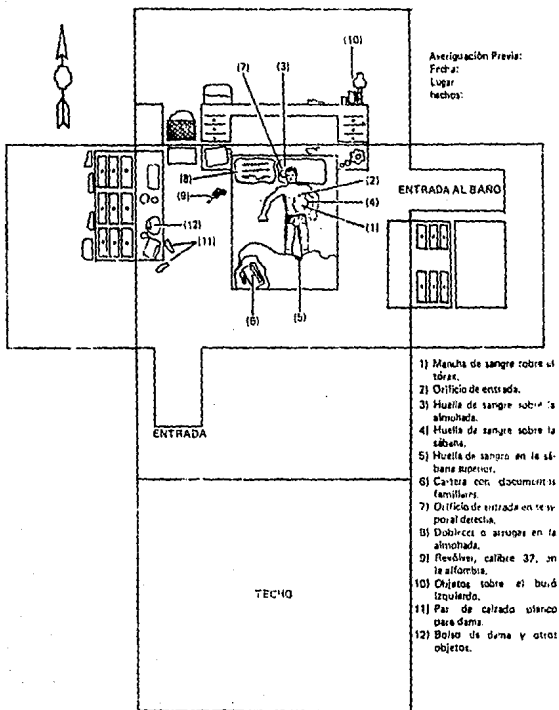 Averiguación Previa:
Fecha:
Lugar
hechos:
(7)
(3)
(10)
(8)
(9)
(2)
(4)
(1)
ENTRADA AL BAÑO
(12)
(11)
(6)
(5)
ENTRADA
TECHO
1) Mancha de sangre sobre el
tórax.
2) Orificio de entrada.
3) Huella de sangre sobre la
almohada.
4) Huella de sangre sobre la
sábana.
5) Huella de sangre en la sá-
bana superior.
6) Cartera con documentos
familiares.
7) Orificio de entrada en tem-
poral derecha.
8) Dobleces o arrugas en la
almohada.
9) Revólver, calibre 37, en
la alfombra.
10) Objetos sobre el buró
izquierdo.
11) Par de calzado blanco
para dama.
12) Bolso de dama y otros
objetos.